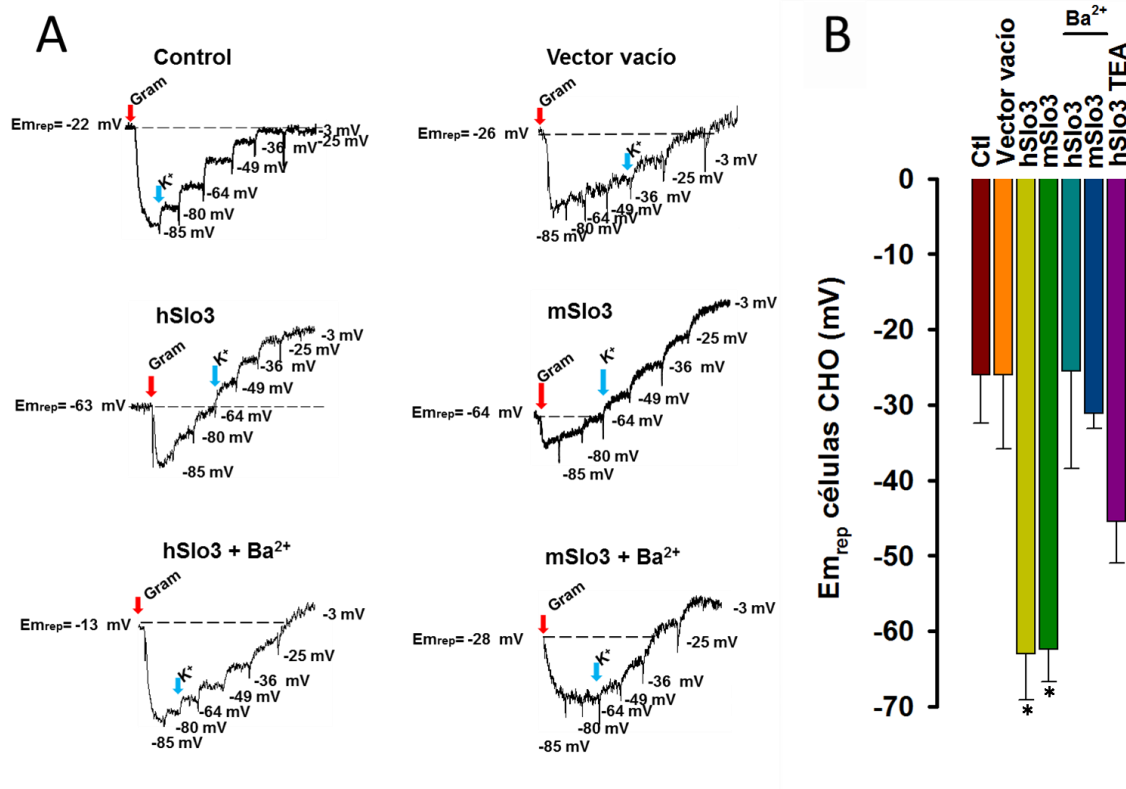 A
Control
Gram
Emrep= -22 mV
K+
-85 mV
-80 mV
-64 mV
-49 mV
-36 mV
-25 mV
-3 mV
Vector vacío
Gram
Emrep= -26 mV
K+
-85 mV
-80 mV
-64 mV
-49 mV
-36 mV
-25 mV
-3 mV
hSlo3
Gram
Emrep= -63 mV
K+
-85 mV
-80 mV
-64 mV
-49 mV
-36 mV
-25 mV
-3 mV
mSlo3
Gram
Emrep= -64 mV
K+
-85 mV
-80 mV
-64 mV
-49 mV
-36 mV
-25 mV
-3 mV
hSlo3 + Ba2+
Gram
Emrep= -13 mV
K+
-85 mV
-80 mV
-64 mV
-49 mV
-36 mV
-25 mV
-3 mV
mSlo3 + Ba2+
Gram
Emrep= -28 mV
K+
-85 mV
-80 mV
-64 mV
-49 mV
-36 mV
-25 mV
-3 mV
B
Ba2+
Ctl
Vector vacío
hSlo3
mSlo3
hSlo3
mSlo3
hSlo3 TEA
Emrep células CHO (mV)
0
-10
-20
-30
-40
-50
-60
-70
*
*